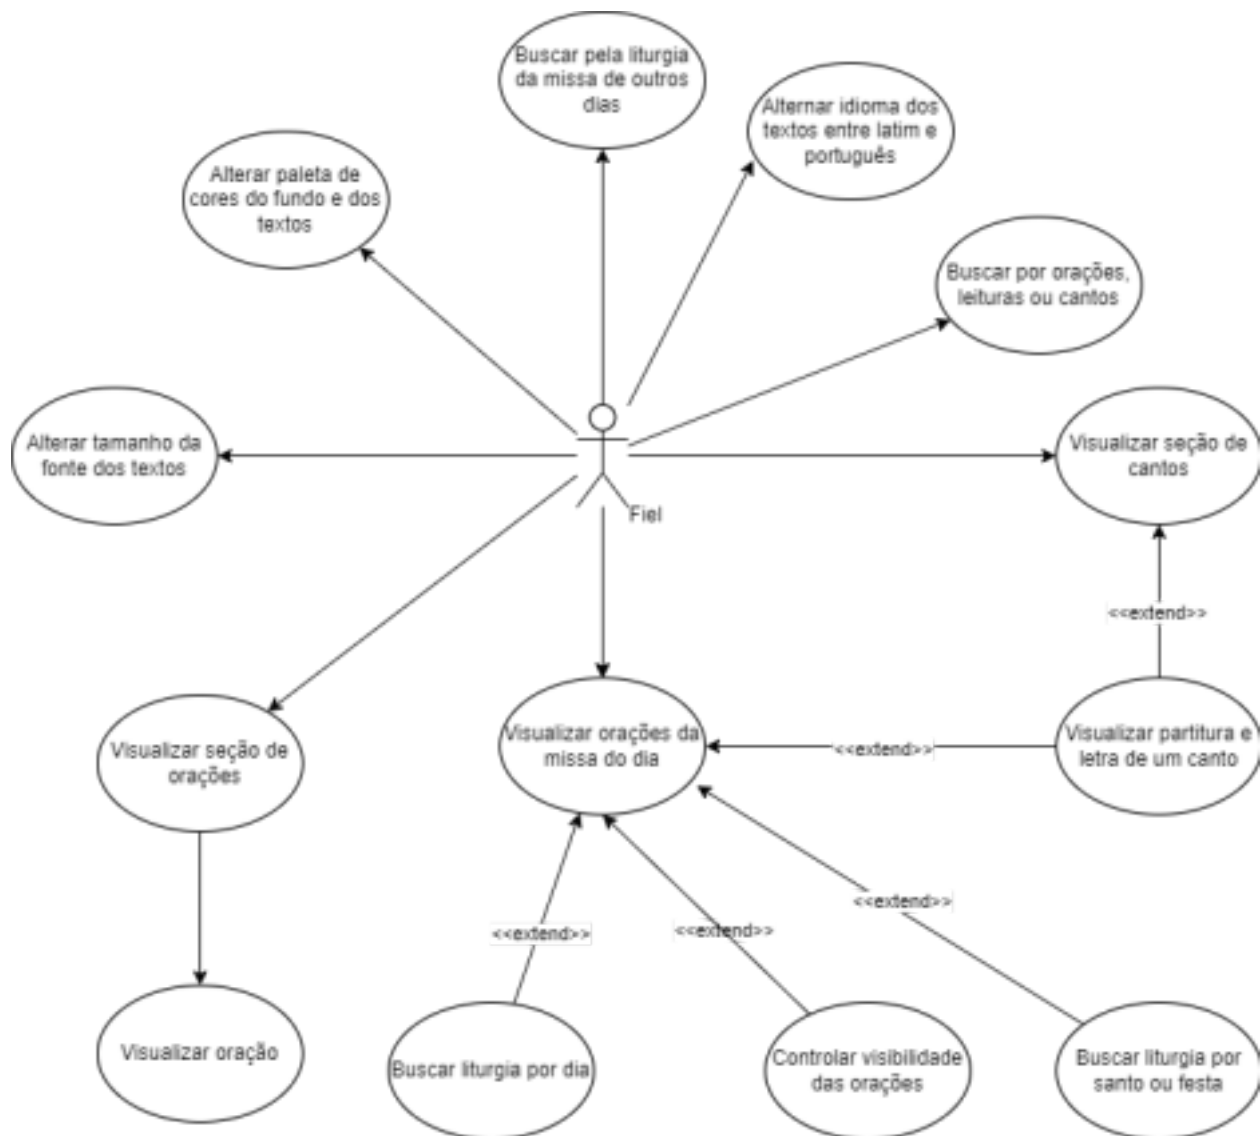 Buscar pela liturgia
da missa de outros
dias
Alternar idioma dos
textos entre latim e
português
Alterar paleta de
cores do fundo e dos
textos
Buscar por orações,
leituras ou cantos
Alterar tamanho da
fonte dos textos
Visualizar seção de
cantos
Fiel
<<extend>>
Visualizar seção de
orações
Visualizar orações da
missa do dia
<<extend>>
Visualizar partitura e
letra de um canto
<<extend>>
<<extend>>
<<extend>>
Visualizar oração
Buscar liturgia por dia
Controlar visibilidade
das orações
Buscar liturgia por
santo ou festa